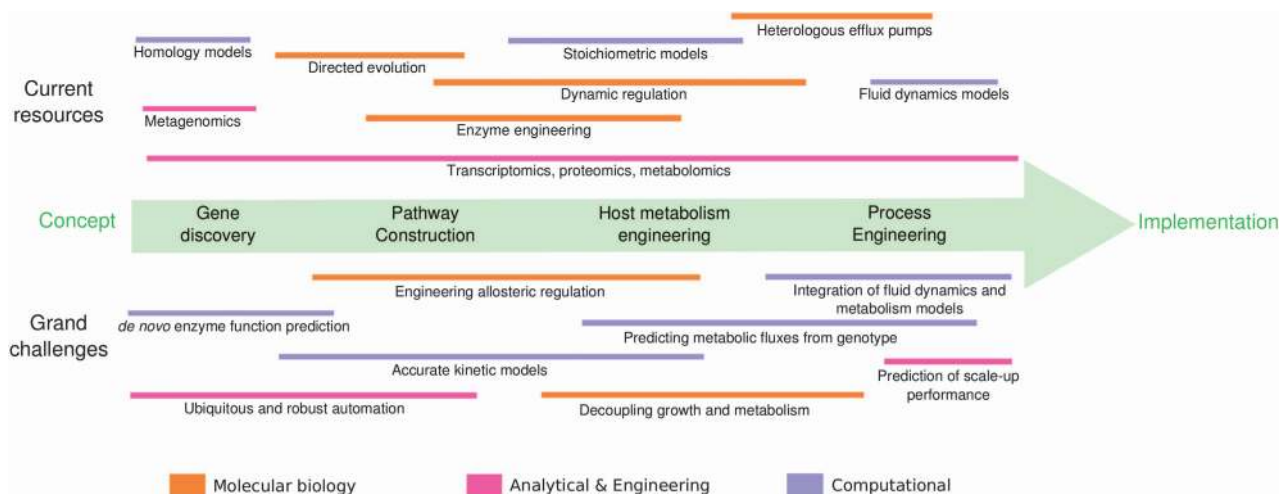 Heterologous efflux pumps
Homology models
Stoichiometric models
Directed evolution
Current
resources
Dynamic regulation
Fluid dynamics models
Metagenomics
Enzyme engineering
Transcriptomics, proteomics, metabolomics
Concept
Gene
discovery
Pathway
Construction
Host metabolism
engineering
Process
Engineering
Implementation
Engineering allosteric regulation
Integration of fluid dynamics and
metabolism models
Grand
challenges
de novo enzyme function prediction
Predicting metabolic fluxes from genotype
Accurate kinetic models
Prediction of scale-up
performance
Ubiquitous and robust automation
Decoupling growth and metabolism
Molecular biology
Analytical & Engineering
Computational